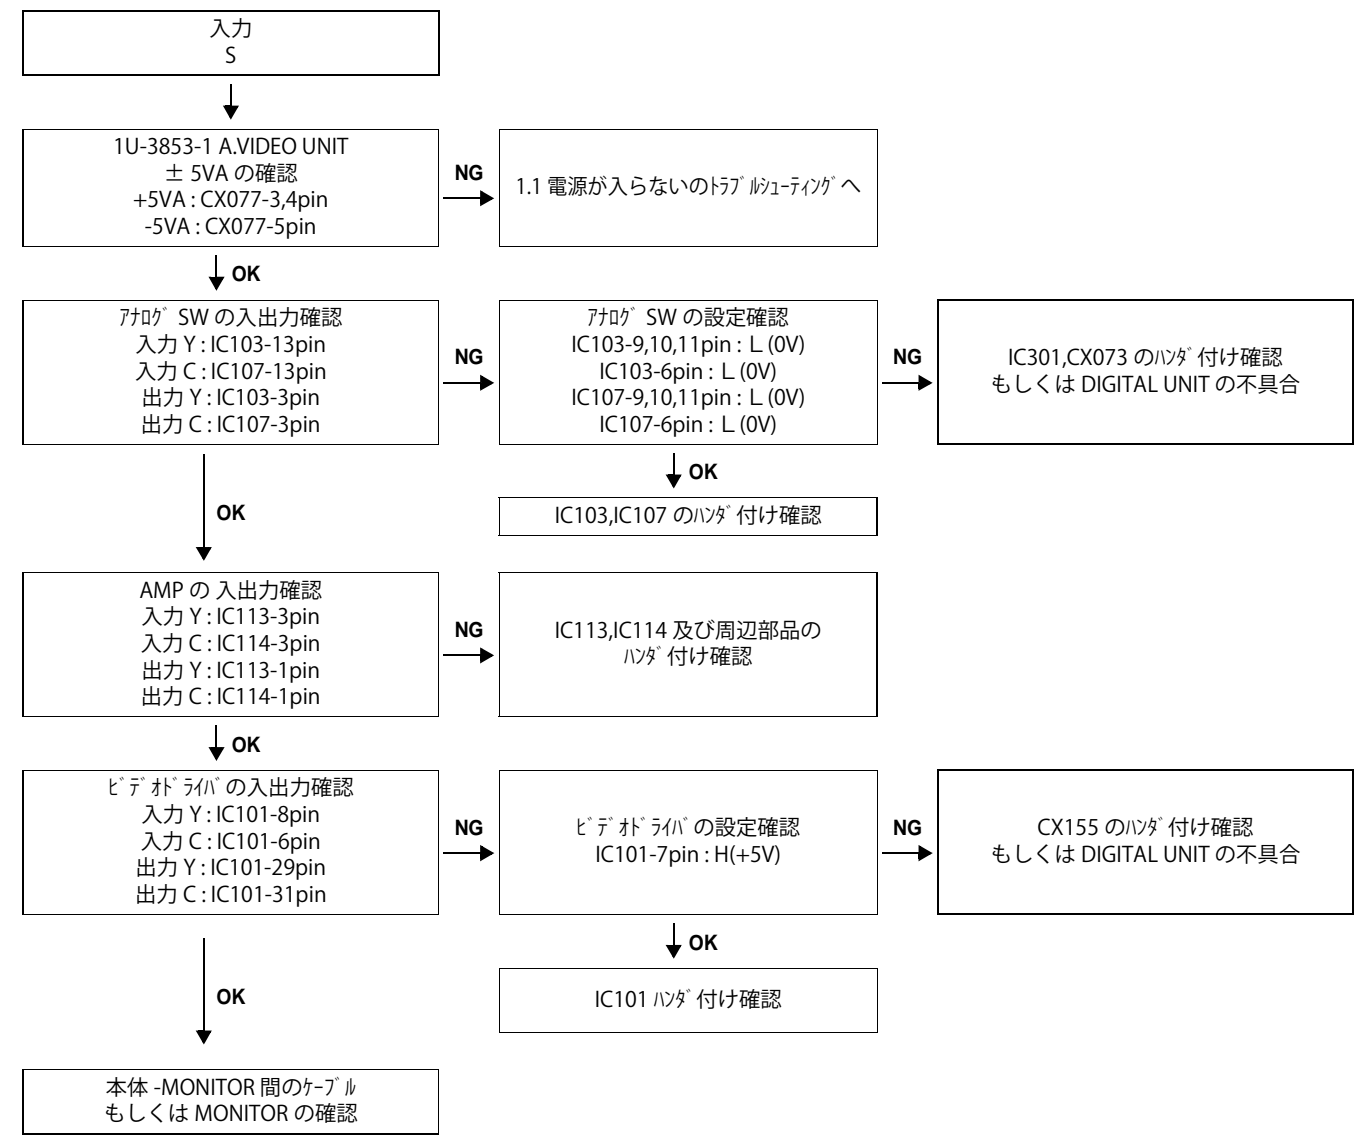 入力
S
1U-3853-1 A.VIDEO UNIT
± 5VA の確認
+5VA : CX077-3,4pin
-5VA : CX077-5pin
NG
1.1 電源が入らないのﾄﾗﾌﾞﾙｼｭｰﾃｨﾝｸﾞへ
OK
ｱﾅﾛｸﾞ SW の入出力確認
入力 Y : IC103-13pin
入力 C : IC107-13pin
出力 Y : IC103-3pin
出力 C : IC107-3pin
NG
ｱﾅﾛｸﾞ SW の設定確認
IC103-9,10,11pin : L (0V)
IC103-6pin : L (0V)
IC107-9,10,11pin : L (0V)
IC107-6pin : L (0V)
NG
IC301,CX073 のﾊﾝﾀﾞ付け確認
もしくは DIGITAL UNIT の不具合
OK
IC103,IC107 のﾊﾝﾀﾞ付け確認
OK
AMP の 入出力確認
入力 Y : IC113-3pin
入力 C : IC114-3pin
出力 Y : IC113-1pin
出力 C : IC114-1pin
NG
IC113,IC114 及び周辺部品の
ﾊﾝﾀﾞ付け確認
OK
ﾋﾞﾃﾞｵﾄﾞﾗｲﾊﾞの入出力確認
入力 Y : IC101-8pin
入力 C : IC101-6pin
出力 Y : IC101-29pin
出力 C : IC101-31pin
NG
ﾋﾞﾃﾞｵﾄﾞﾗｲﾊﾞの設定確認
IC101-7pin : H(+5V)
NG
CX155 のﾊﾝﾀﾞ付け確認
もしくは DIGITAL UNIT の不具合
OK
IC101 ﾊﾝﾀﾞ付け確認
OK
本体 -MONITOR 間のｹｰﾌﾞﾙ
もしくは MONITOR の確認